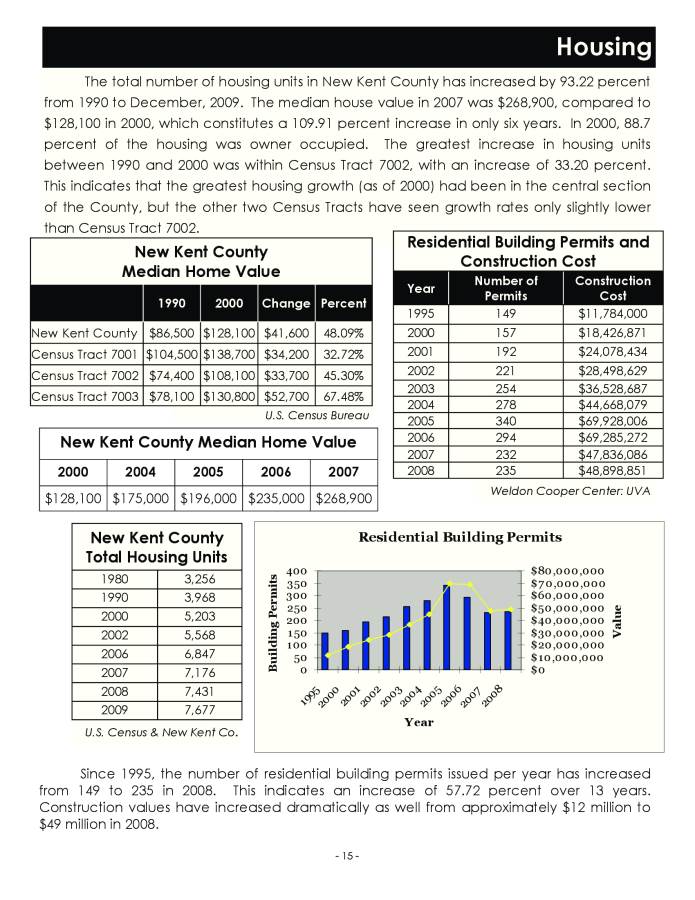 Housing
The total number of housing units in New Kent County has increased by 93.22 percent
from 1990 to December, 2009. The median house value in 2007 was $268,900, compared to
$128,100 in 2000, which constitutes a 109.91 percent increase in only six years. In 2000, 88.7
percent of the housing was owner occupied. The greatest increase in housing units
between 1990 and 2000 was within Census Tract 7002, with an increase of 33.20 percent.
This indicates that the greatest housing growth (as of 2000) had been in the central section
of the County, but the other two Census Tracts have seen growth rates only slightly lower
than Census Tract 7002.
New Kent County
Median Home Value
1990 2000 Change Percent
New Kent County $86,500 $128,100 $41,600 48.09%
Census Tract 7001 $104,500 $138,700 $34,200 32.72%
Census Tract 7002 $74,400 $108,100 $33,700 45.30%
Census Tract 7003 $78,100 $130,800 $52,700 67.48%
U.S. Census Bureau
Residential Building Permits and
Construction Cost
Year Number of Permits Construction Cost
1995 149 $11,784,000
2000 157 $18,426,871
2001 192 $24,078,434
2002 221 $28,498,629
2003 254 $36,528,687
2004 278 $44,668,079
2005 340 $69,928,006
2006 294 $69,285,272
2007 232 $47,836,086
2008 235 $48,898,851
Weldon Cooper Center: UVA
New Kent County Median Home Value
2000 2004 2005 2006 2007
$128,100 $175,000 $196,000 $235,000 $268,900
New Kent County
Total Housing Units
1980 3,256
1990 3,968
2000 5,203
2002 5,568
2006 6,847
2007 7,176
2008 7,431
2009 7,677
U.S. Census & New Kent Co.
Residential Building Permits
Building Permits
400
350
300
250
200
150
100
50
0
$80,000,000
$70,000,000
$60,000,000
$50,000,000
$40,000,000
$30,000,000
$20,000,000
$10,000,000
$0
Value
1995 2000 2001 2002 2003 2004 2005 2006 2007 2008
Year
Since 1995, the number of residential building permits issued per year has increased
from 149 to 235 in 2008. This indicates an increase of 57.72 percent over 13 years.
Construction values have increased dramatically as well from approximately $12 million to
$49 million in 2008.
- 15 -